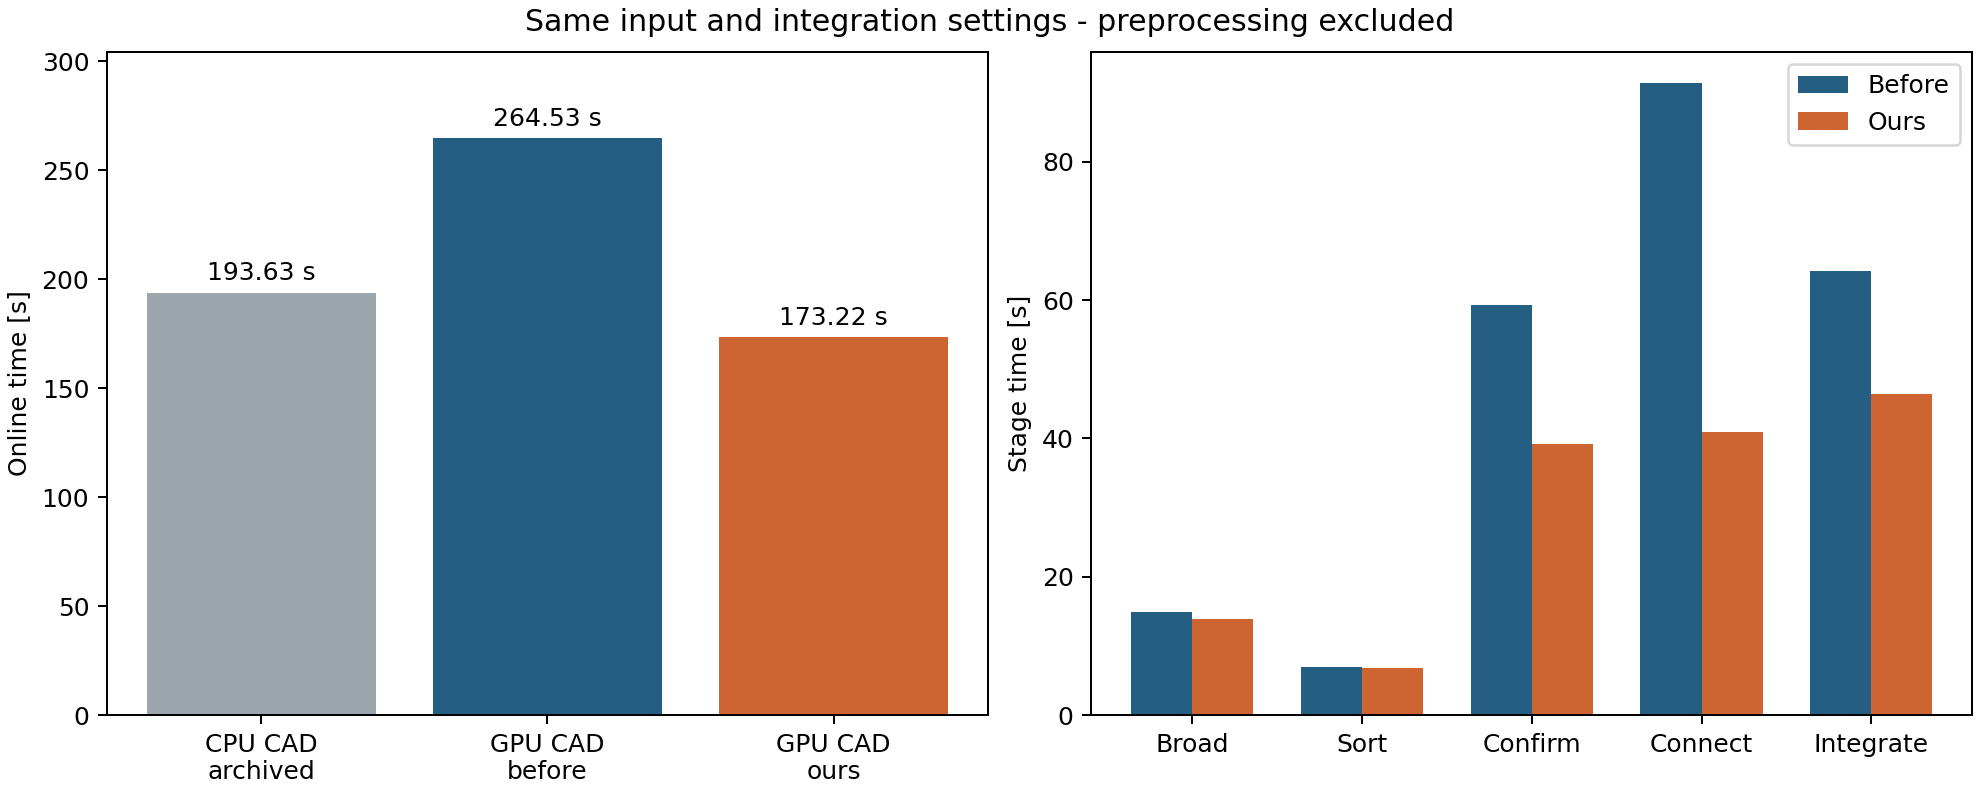 Same input and integration settings - preprocessing excluded
Online time [s]
300
250
200
150
100
50
0
193.63 s
264.53 s
173.22 s
CPU CAD
archived
GPU CAD
before
GPU CAD
ours
Stage time [s]
80
60
40
20
0
Before
Ours
Broad
Sort
Confirm
Connect
Integrate